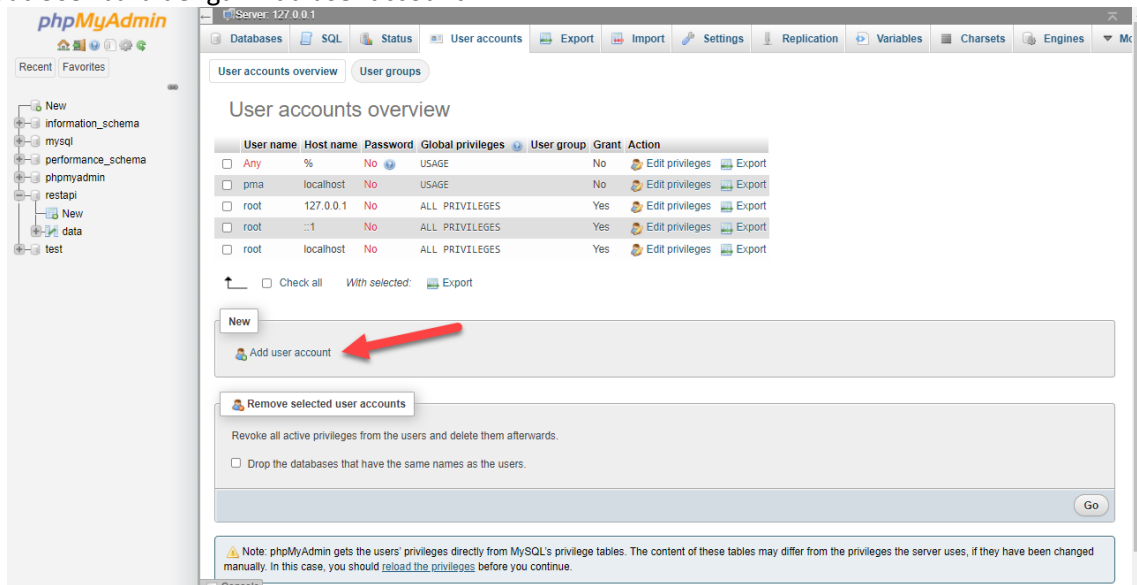 phpMyAdmin
Recent Favorites
New
information_schema
mysql
performance_schema
phpmyadmin
restapi
New
data
test
Server: 127.0.0.1
Databases SQL Status User accounts Export Import Settings Replication Variables Charsets Engines
User accounts overview User groups
User accounts overview
User name Host name Password Global privileges User group Grant Action
Any % No USAGE No Edit privileges Export
pma localhost No USAGE No Edit privileges Export
root 127.0.0.1 No ALL PRIVILEGES Yes Edit privileges Export
root ::1 No ALL PRIVILEGES Yes Edit privileges Export
root localhost No ALL PRIVILEGES Yes Edit privileges Export
Check all With selected: Export
New
Add user account
Remove selected user accounts
Revoke all active privileges from the users and delete them afterwards.
Drop the databases that have the same names as the users.
Go
Note: phpMyAdmin gets the users' privileges directly from MySQL's privilege tables. The content of these tables may differ from the privileges the server uses, if they have been changed
manually. In this case, you should reload the privileges before you continue.